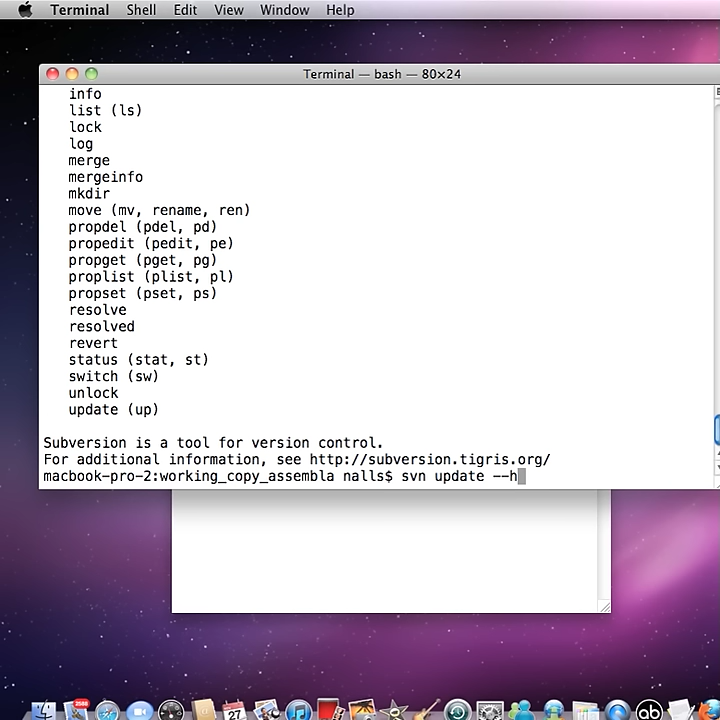 Terminal Shell Edit View Window Help
Terminal — bash — 80×24
info
list (ls)
lock
log
merge
mergeinfo
mkdir
move (mv, rename, ren)
propdel (pdel, pd)
propedit (pedit, pe)
propget (pget, pg)
proplist (plist, pl)
propset (pset, ps)
resolve
resolved
revert
status (stat, st)
switch (sw)
unlock
update (up)
Subversion is a tool for version control.
For additional information, see http://subversion.tigris.org/
macbook-pro-2:working_copy_assembla nalls$ svn update --h
27
ab